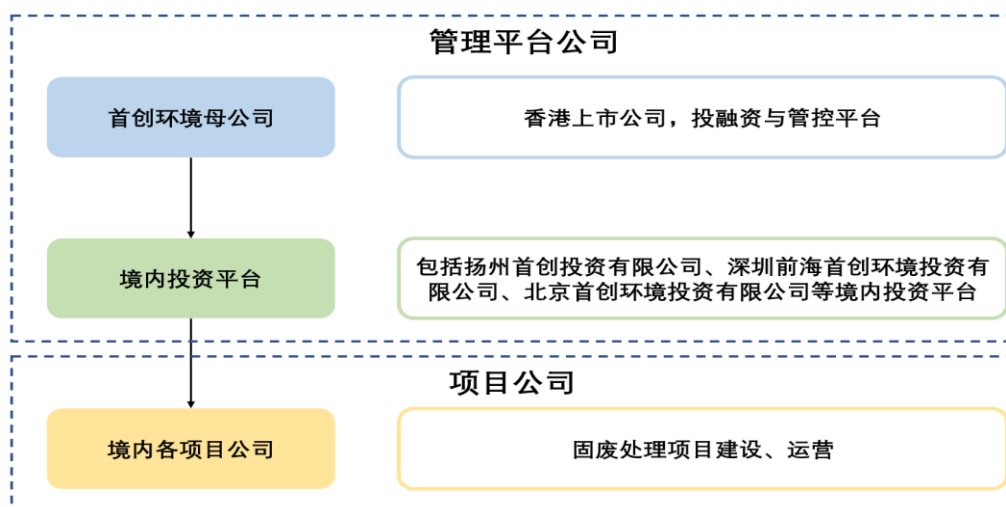 管理平台公司
首创环境母公司
香港上市公司，投融资与管控平台
境内投资平台
包括扬州首创投资有限公司、深圳前海首创环境投资有
限公司、北京首创环境投资有限公司等境内投资平台
项目公司
境内各项目公司
固废处理项目建设、运营